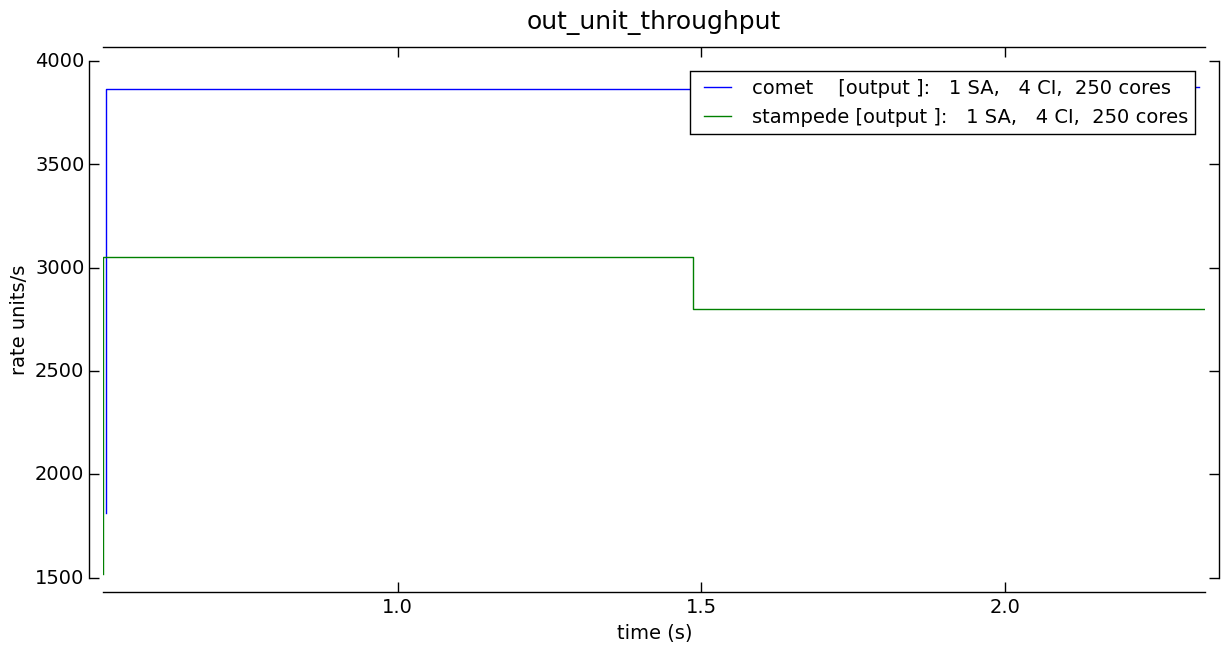 out_unit_throughput
4000
3500
3000
2500
2000
1500
rate units/s
comet    [output ]:   1 SA,   4 CI,  250 cores
stampede [output ]:   1 SA,   4 CI,  250 cores
1.0 1.5 2.0
time (s)